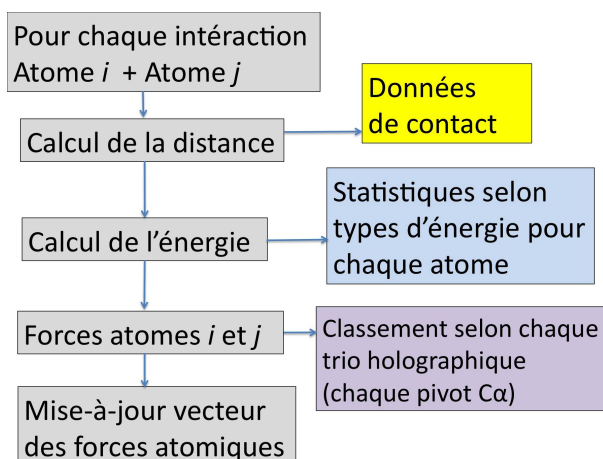 Pour chaque intéraction
Atome i + Atome j
Données
de contact
Calcul de la distance
Statistiques selon
types d’énergie pour
chaque atome
Calcul de l’énergie
Forces atomes i et j
Classement selon chaque
trio holographique
(chaque pivot Cα)
Mise-à-jour vecteur
des forces atomiques